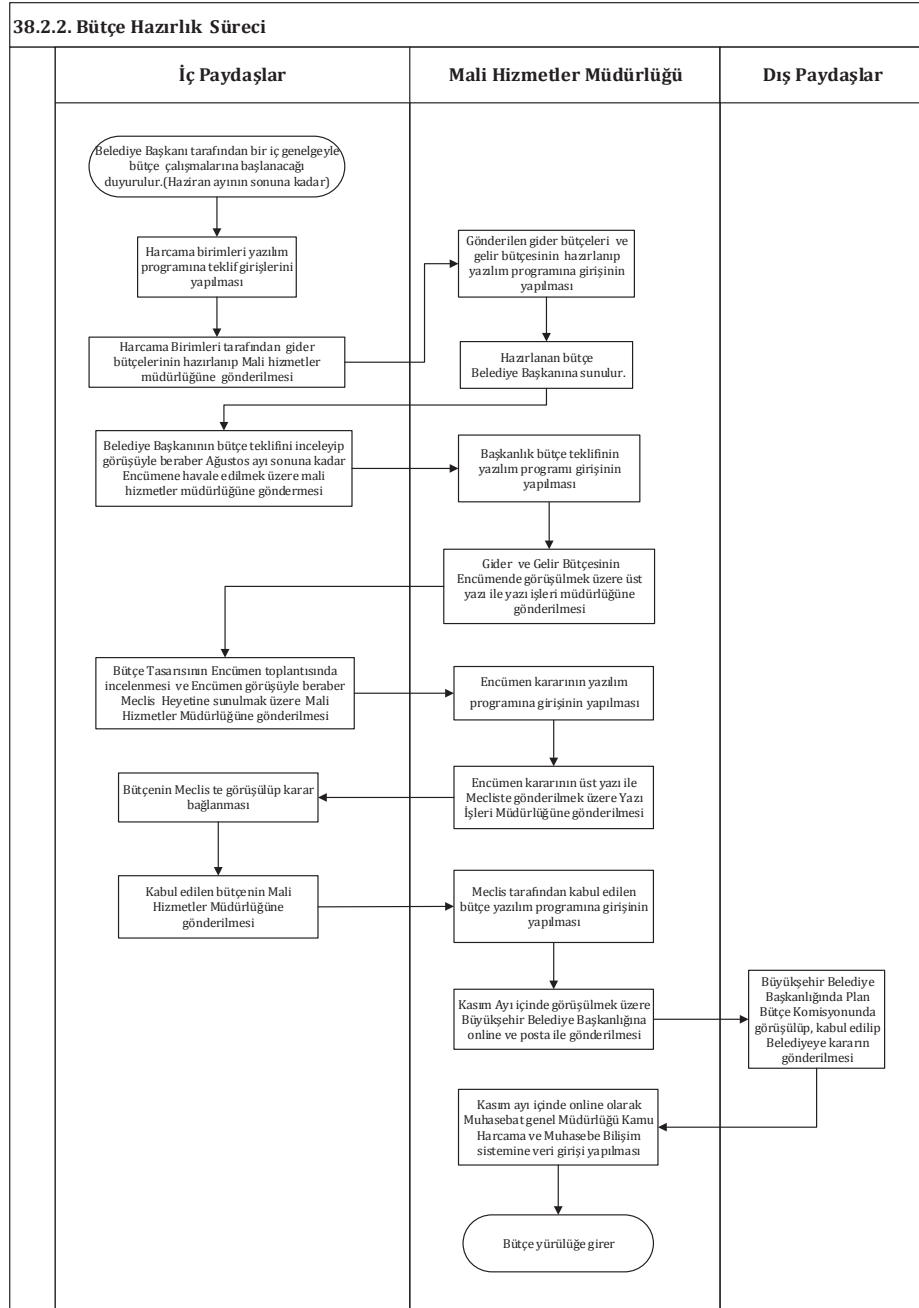 38.2.2. Bütçe Hazırlık Süreci
İç Paydaşlar
Mali Hizmetler Müdürlüğü
Dış Paydaşlar
Belediye Başkanı tarafından bir iç genelgeyle
bütçe çalışmalarına başlanacağı
duyurulur.(Haziran ayının sonuna kadar)
Harcama birimleri yazılım
programına teklif girişlerini
yapılması
Harcama Birimleri tarafından gider
bütçelerinin hazırlanıp Mali hizmetler
müdürlüğüne gönderilmesi
Gönderilen gider bütçeleri ve
gelir bütçesinin hazırlanıp
yazılım programına girişinin
yapılması
Hazırlanan bütçe
Belediye Başkanına sunulur.
Belediye Başkanının bütçe teklifini inceleyip
görüşüyle beraber Ağustos ayı sonuna kadar
Encümene havale edilmek üzere mali
hizmetler müdürlüğüne göndermesi
Başkanlık bütçe teklifinin
yazılım programı girişinin
yapılması
Gider ve Gelir Bütçesinin
Encümende görüşülmek üzere üst
yazı ile yazı işleri müdürlüğüne
gönderilmesi
Bütçe Tasarısının Encümen toplantısında
incelenmesi ve Encümen görüşüyle beraber
Meclis Heyetine sunulmak üzere Mali
Hizmetler Müdürlüğüne gönderilmesi
Encümen kararının yazılım
programına girişinin yapılması
Encümen kararının üst yazı ile
Mecliste gönderilmek üzere Yazı
İşleri Müdürlüğüne gönderilmesi
Bütçenin Meclis te görüşülüp karar
bağlanması
Kabul edilen bütçenin Mali
Hizmetler Müdürlüğüne
gönderilmesi
Meclis tarafından kabul edilen
bütçe yazılım programına girişinin
yapılması
Kasım Ayı içinde görüşülmek üzere
Büyükşehir Belediye Başkanlığına
online ve posta ile gönderilmesi
Büyükşehir Belediye
Başkanlığında Plan
Bütçe Komisyonunda
görüşülüp, kabul edilip
Belediyeye kararın
gönderilmesi
Kasım ayı içinde online olarak
Muhasebat genel Müdürlüğü Kamu
Harcama ve Muhasebe Bilişim
sistemine veri girişi yapılması
Bütçe yürülüğe girer